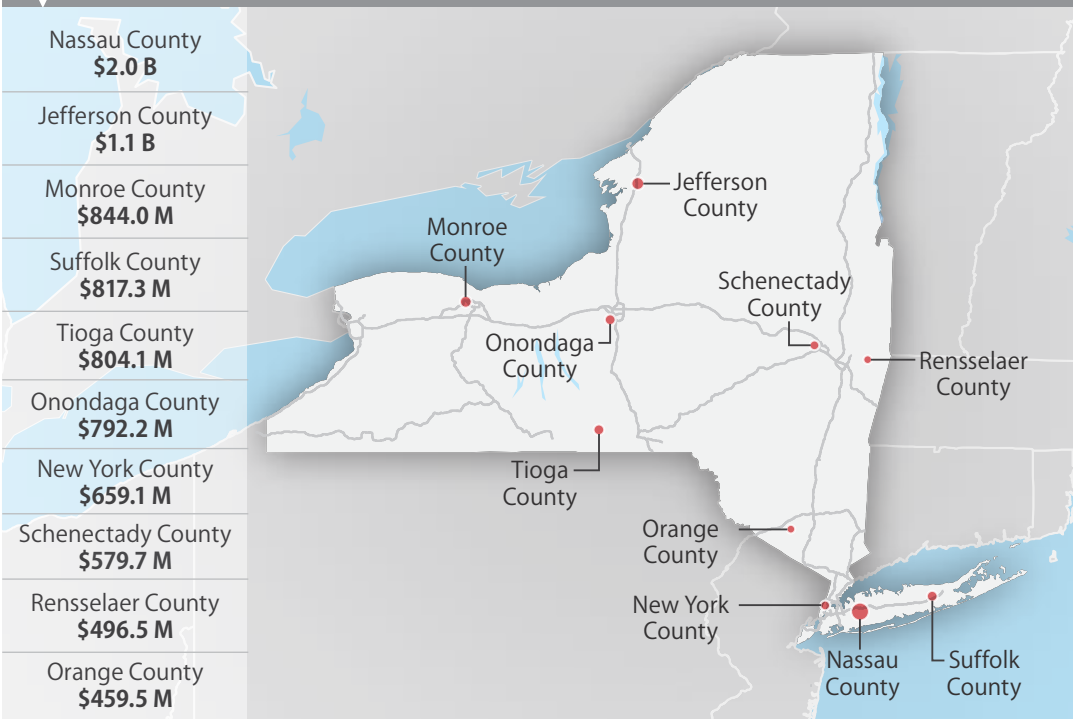 Nassau County
$2.0 B
Jefferson County
$1.1 B
Monroe County
$844.0 M
Suffolk County
$817.3 M
Tioga County
$804.1 M
Onondaga County
$792.2 M
New York County
$659.1 M
Schenectady County
$579.7 M
Rensselaer County
$496.5 M
Orange County
$459.5 M
Jefferson
County
Monroe
County
Schenectady
County
Onondaga
County
Rensselaer
County
Tioga
County
Orange
County
New York
County
Nassau
County
Suffolk
County